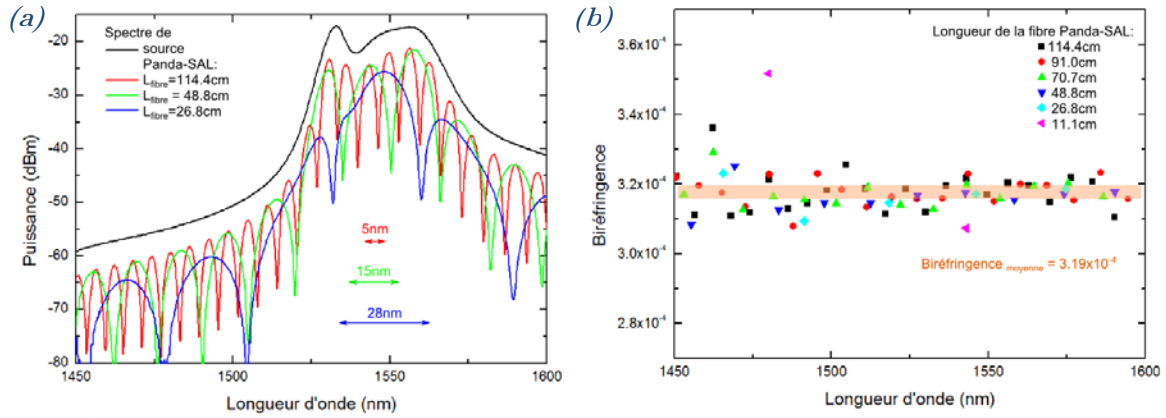 (a)
Puissance (dBm)
-20
-30
-40
-50
-60
-70
-80
Spectre de
source
Panda-SAL:
Lfibre=114.4cm
Lfibre = 48.8cm
Lfibre=26.8cm
5nm
15nm
28nm
1450
1500
1550
1600
Longueur d'onde (nm)
(b)
Biréfringence
3.6x10-4
3.4x10-4
3.2x10-4
3.0x10-4
2.8x10-4
Longueur de la fibre Panda-SAL:
114.4cm
91.0cm
70.7cm
48.8cm
26.8cm
11.1cm
Biréfringence moyenne = 3.19x10-4
1450
1500
1550
1600
Longueur d'onde (nm)